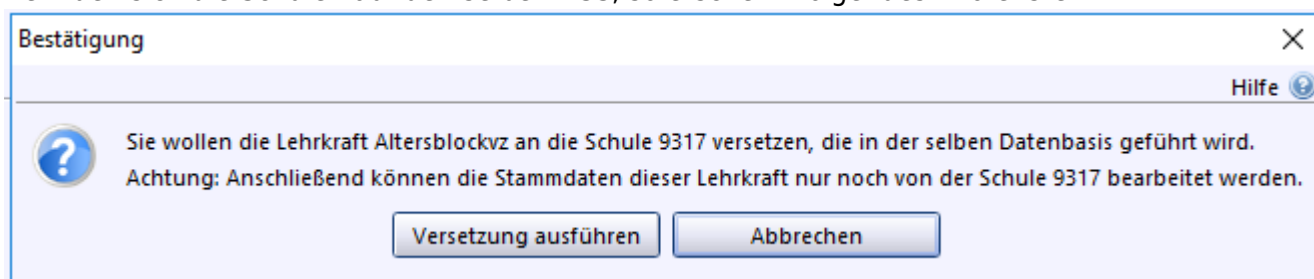 Bestätigung
Hilfe
Sie wollen die Lehrkraft Altersblockvz an die Schule 9317 versetzen, die in der selben Datenbasis geführt wird.
Achtung: Anschließend können die Stammdaten dieser Lehrkraft nur noch von der Schule 9317 bearbeitet werden.
Versetzung ausführen Abbrechen